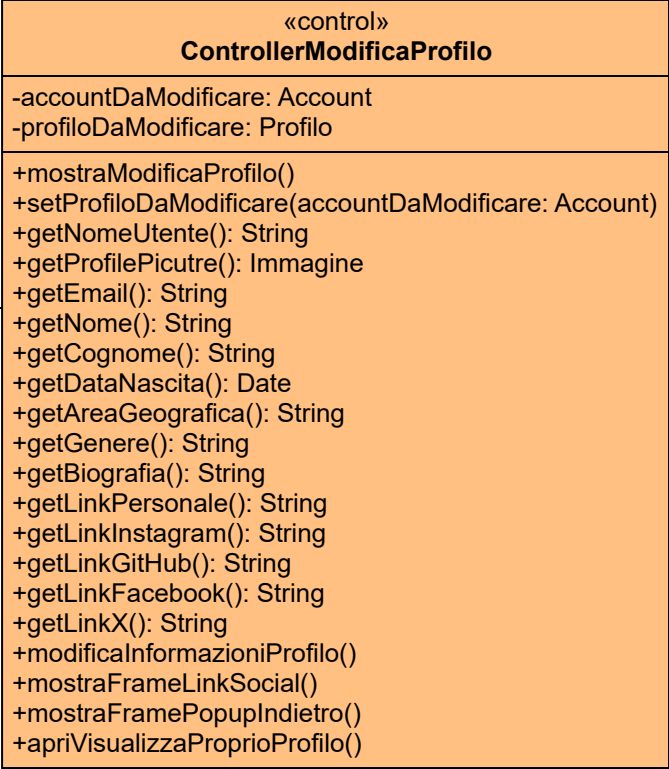 «control»
ControllerModificaProfilo
-accountDaModificare: Account
-profiloDaModificare: Profilo
+mostraModificaProfilo()
+setProfiloDaModificare(accountDaModificare: Account)
+getNomeUtente(): String
+getProfilePicutre(): Immagine
+getEmail(): String
+getNome(): String
+getCognome(): String
+getDataNascita(): Date
+getAreaGeografica(): String
+getGenere(): String
+getBiografia(): String
+getLinkPersonale(): String
+getLinkInstagram(): String
+getLinkGitHub(): String
+getLinkFacebook(): String
+getLinkX(): String
+modificaInformazioniProfilo()
+mostraFrameLinkSocial()
+mostraFramePopupIndietro()
+apriVisualizzaProprioProfilo()